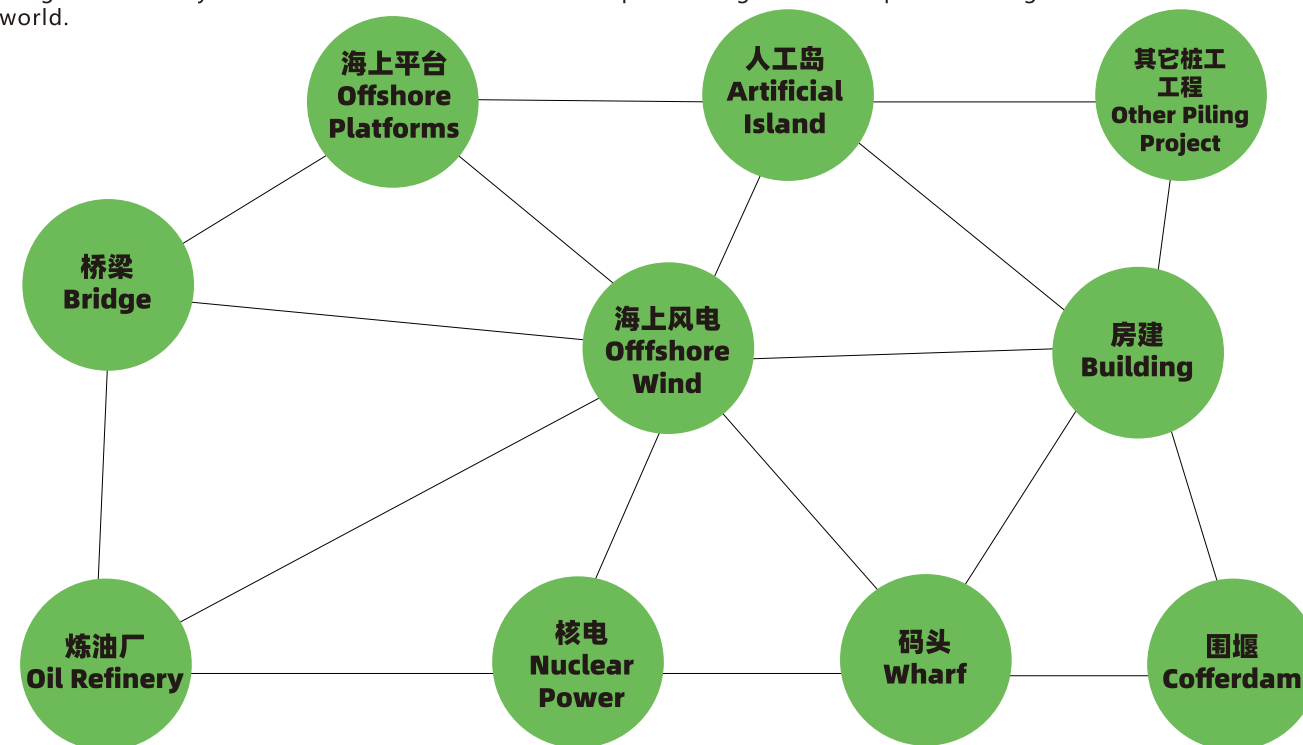 world.
海上平台
Offshore
Platforms
人工岛
Artificial
Island
其它桩工
工程
Other Piling
Project
桥梁
Bridge
海上风电
Offfshore
Wind
房建
Building
炼油厂
Oil Refinery
核电
Nuclear
Power
码头
Wharf
围堰
Cofferdam